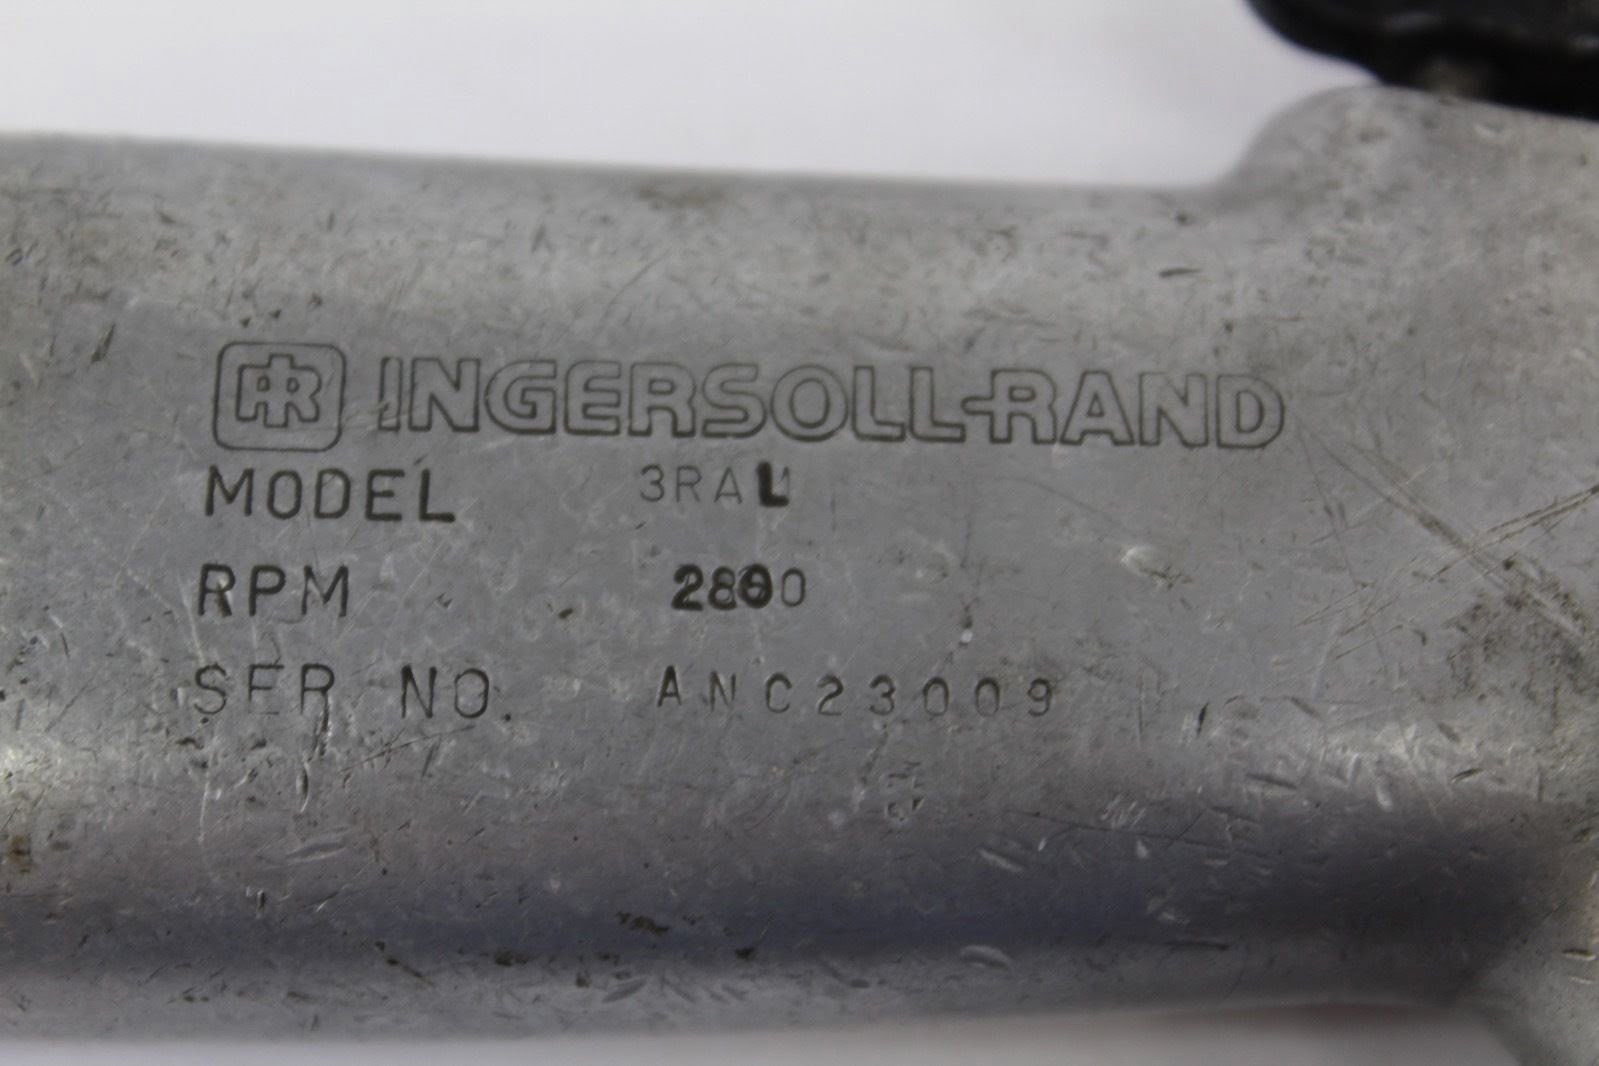 IR INGERSOLL-RAND
MODEL 3RAL
RPM 2800
SER NO. ANC23009